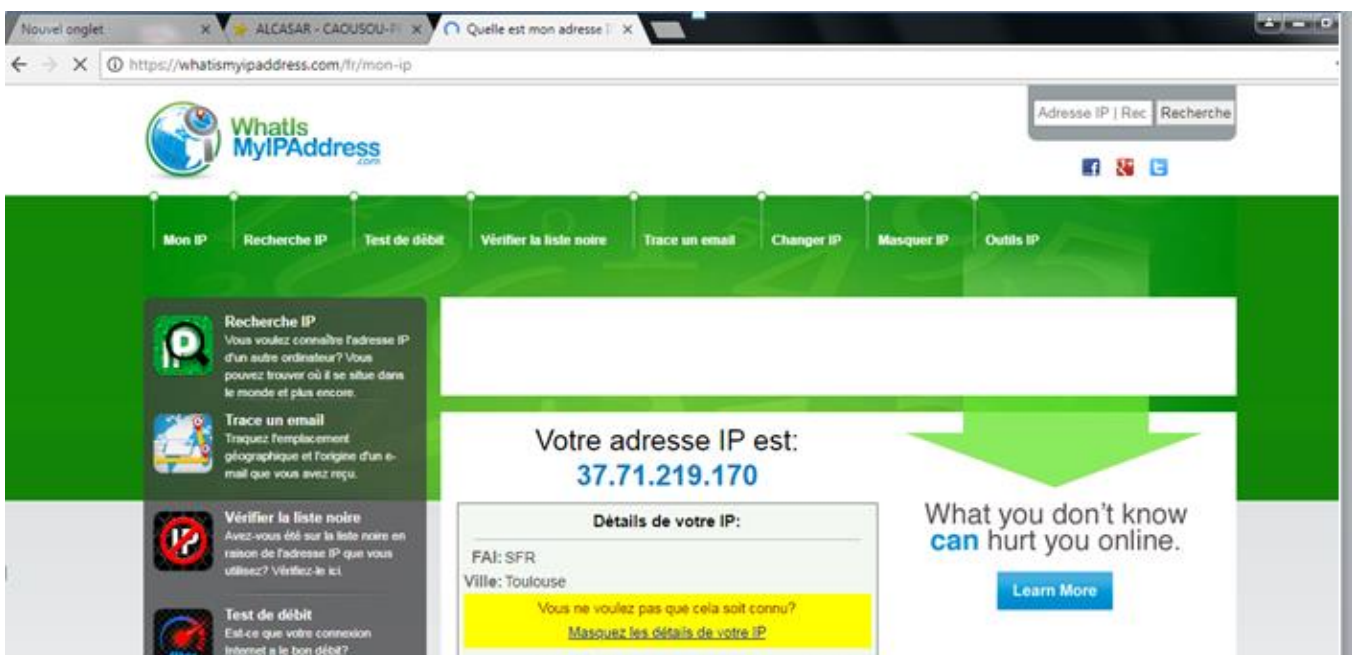 Nouvel onglet
ALCASAR - CAOUSOU-
Quelle est mon adresse
https://whatismyipaddress.com/fr/mon-ip
WhatIs
MyIPAddress
.com
Adresse IP | Rec
Recherche
Mon IP
Recherche IP
Test de débit
Vérifier la liste noire
Trace un email
Changer IP
Masquer IP
Outils IP
Recherche IP
Vous voulez connaître l'adresse IP
d'un autre ordinateur? Vous
pouvez trouver où il se situe dans
le monde et plus encore.
Trace un email
Traquez l'emplacement
géographique et l'origine d'un e-
mail que vous avez reçu.
Vérifier la liste noire
Avez-vous été sur la liste noire en
raison de l'adresse IP que vous
utilisez? Vérifiez-le ici.
Test de débit
Est-ce que votre connexion
Internet a le bon débit?
Votre adresse IP est:
37.71.219.170
Détails de votre IP:
FAI: SFR
Ville: Toulouse
Vous ne voulez pas que cela soit connu?
Masquez les détails de votre IP
What you don't know
can hurt you online.
Learn More